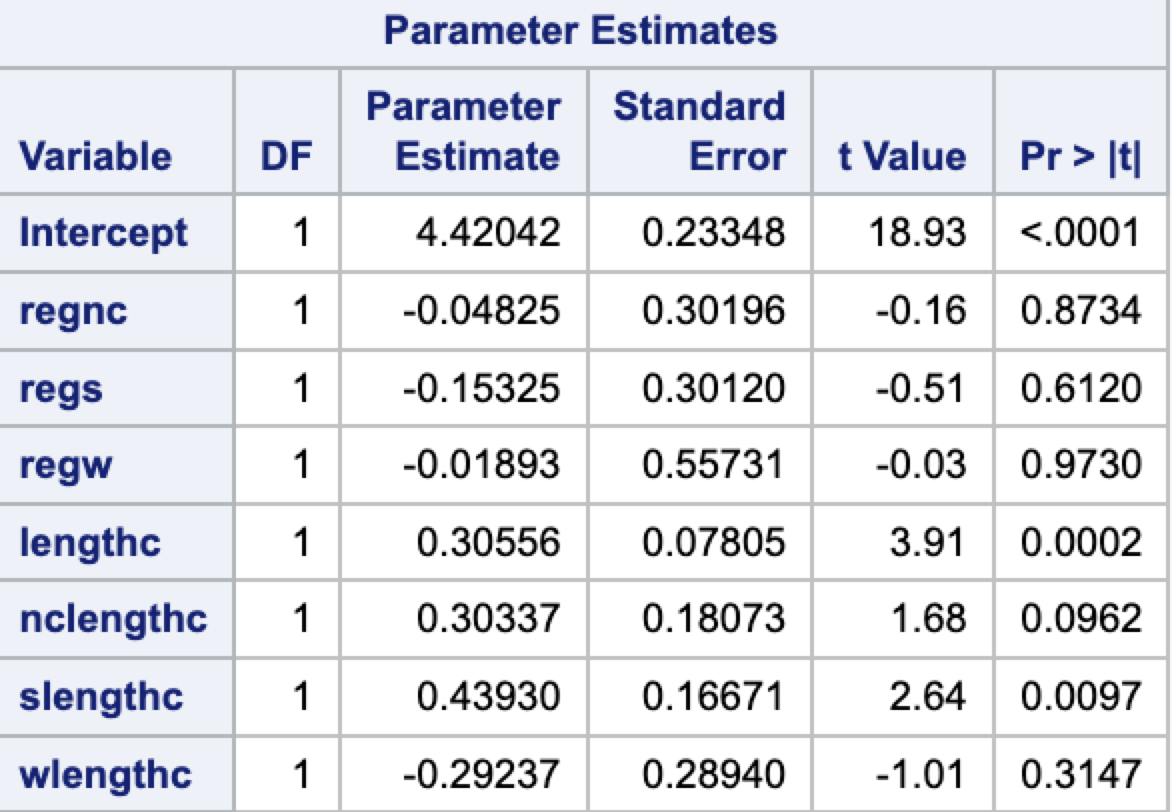 Parameter Estimates
Variable DF Parameter Estimate Standard Error t Value Pr > |t|
Intercept 1 4.42042 0.23348 18.93 <.0001
regnc 1 -0.04825 0.30196 -0.16 0.8734
regs 1 -0.15325 0.30120 -0.51 0.6120
regw 1 -0.01893 0.55731 -0.03 0.9730
lengthc 1 0.30556 0.07805 3.91 0.0002
nclengthc 1 0.30337 0.18073 1.68 0.0962
slengthc 1 0.43930 0.16671 2.64 0.0097
wlengthc 1 -0.29237 0.28940 -1.01 0.3147